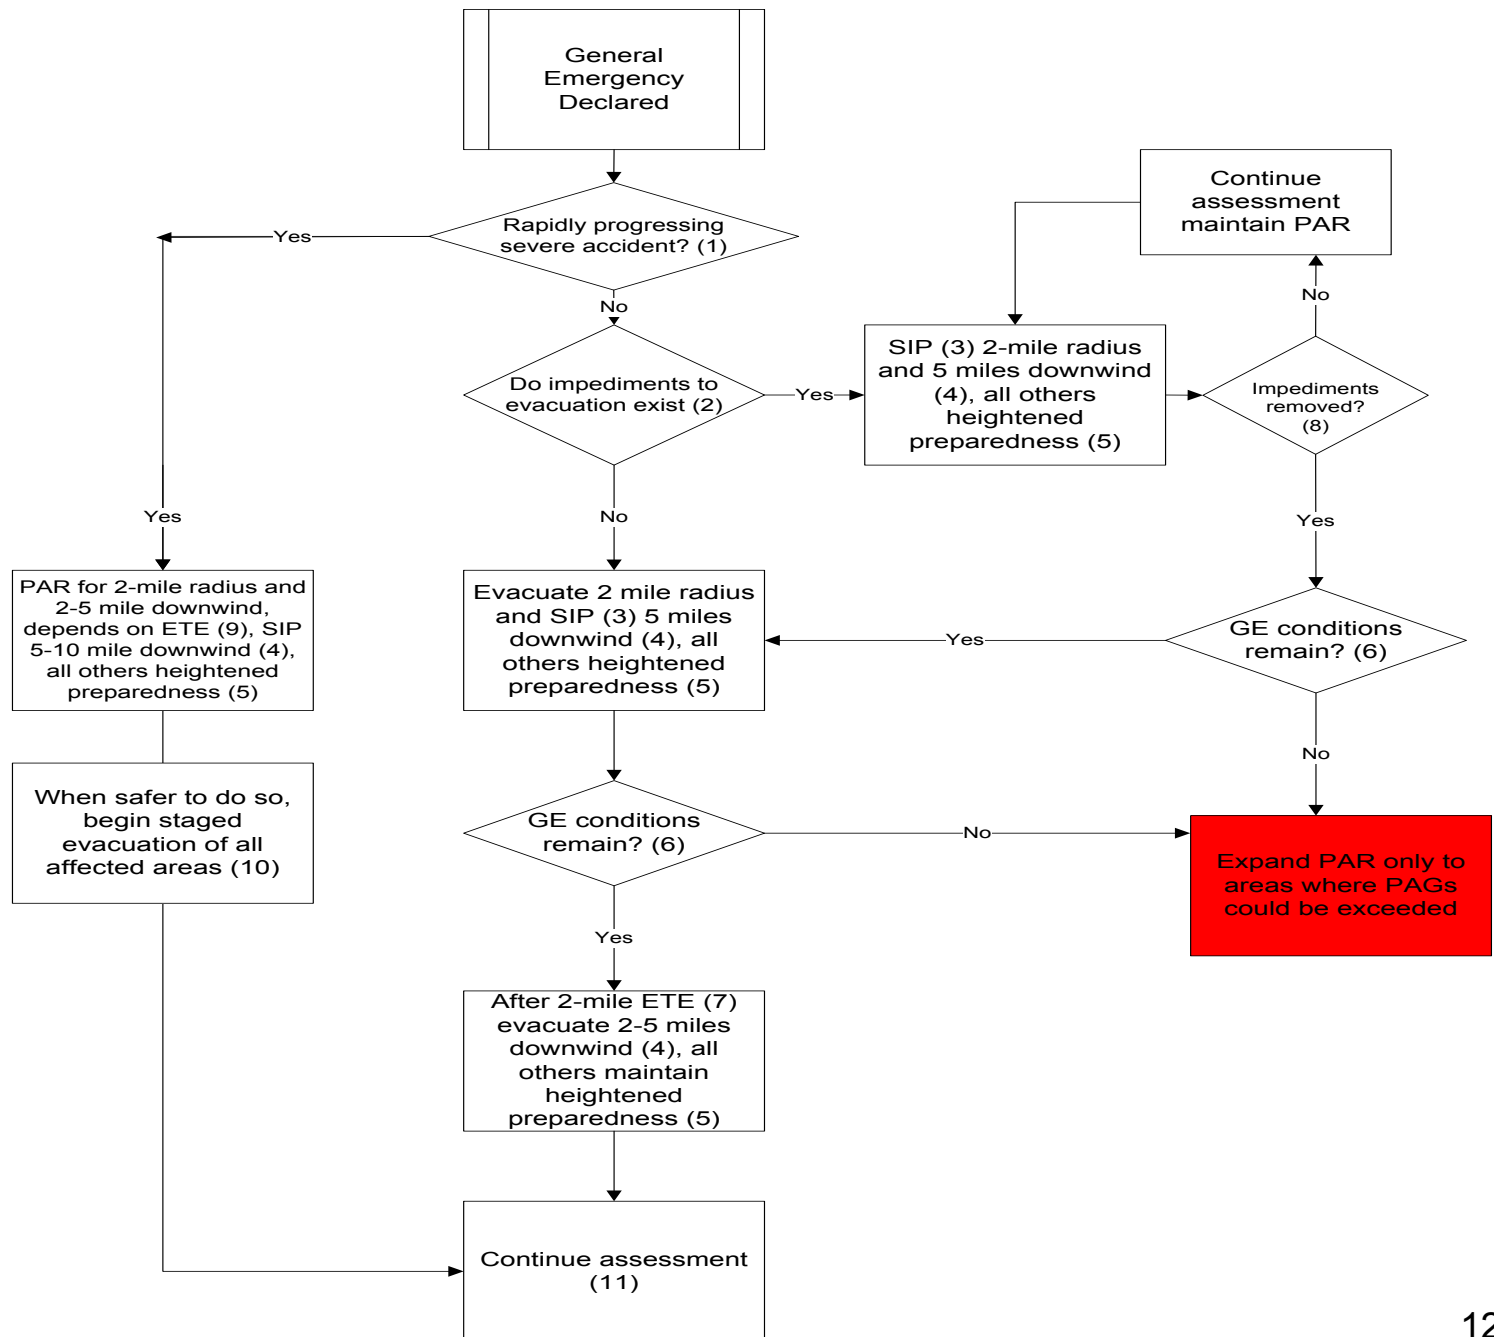 General
Emergency
Declared
Rapidly progressing
severe accident? (1)
Yes
No
Continue
assessment
maintain PAR
No
Do impediments to
evacuation exist (2)
Yes
SIP (3) 2-mile radius
and 5 miles downwind
(4), all others
heightened
preparedness (5)
Impediments
removed?
(8)
Yes
No
Yes
PAR for 2-mile radius and
2-5 mile downwind,
depends on ETE (9), SIP
5-10 mile downwind (4),
all others heightened
preparedness (5)
Evacuate 2 mile radius
and SIP (3) 5 miles
downwind (4), all
others heightened
preparedness (5)
Yes
GE conditions
remain? (6)
No
When safer to do so,
begin staged
evacuation of all
affected areas (10)
GE conditions
remain? (6)
No
Expand PAR only to
areas where PAGs
could be exceeded
Yes
After 2-mile ETE (7)
evacuate 2-5 miles
downwind (4), all
others maintain
heightened
preparedness (5)
Continue assessment
(11)
12